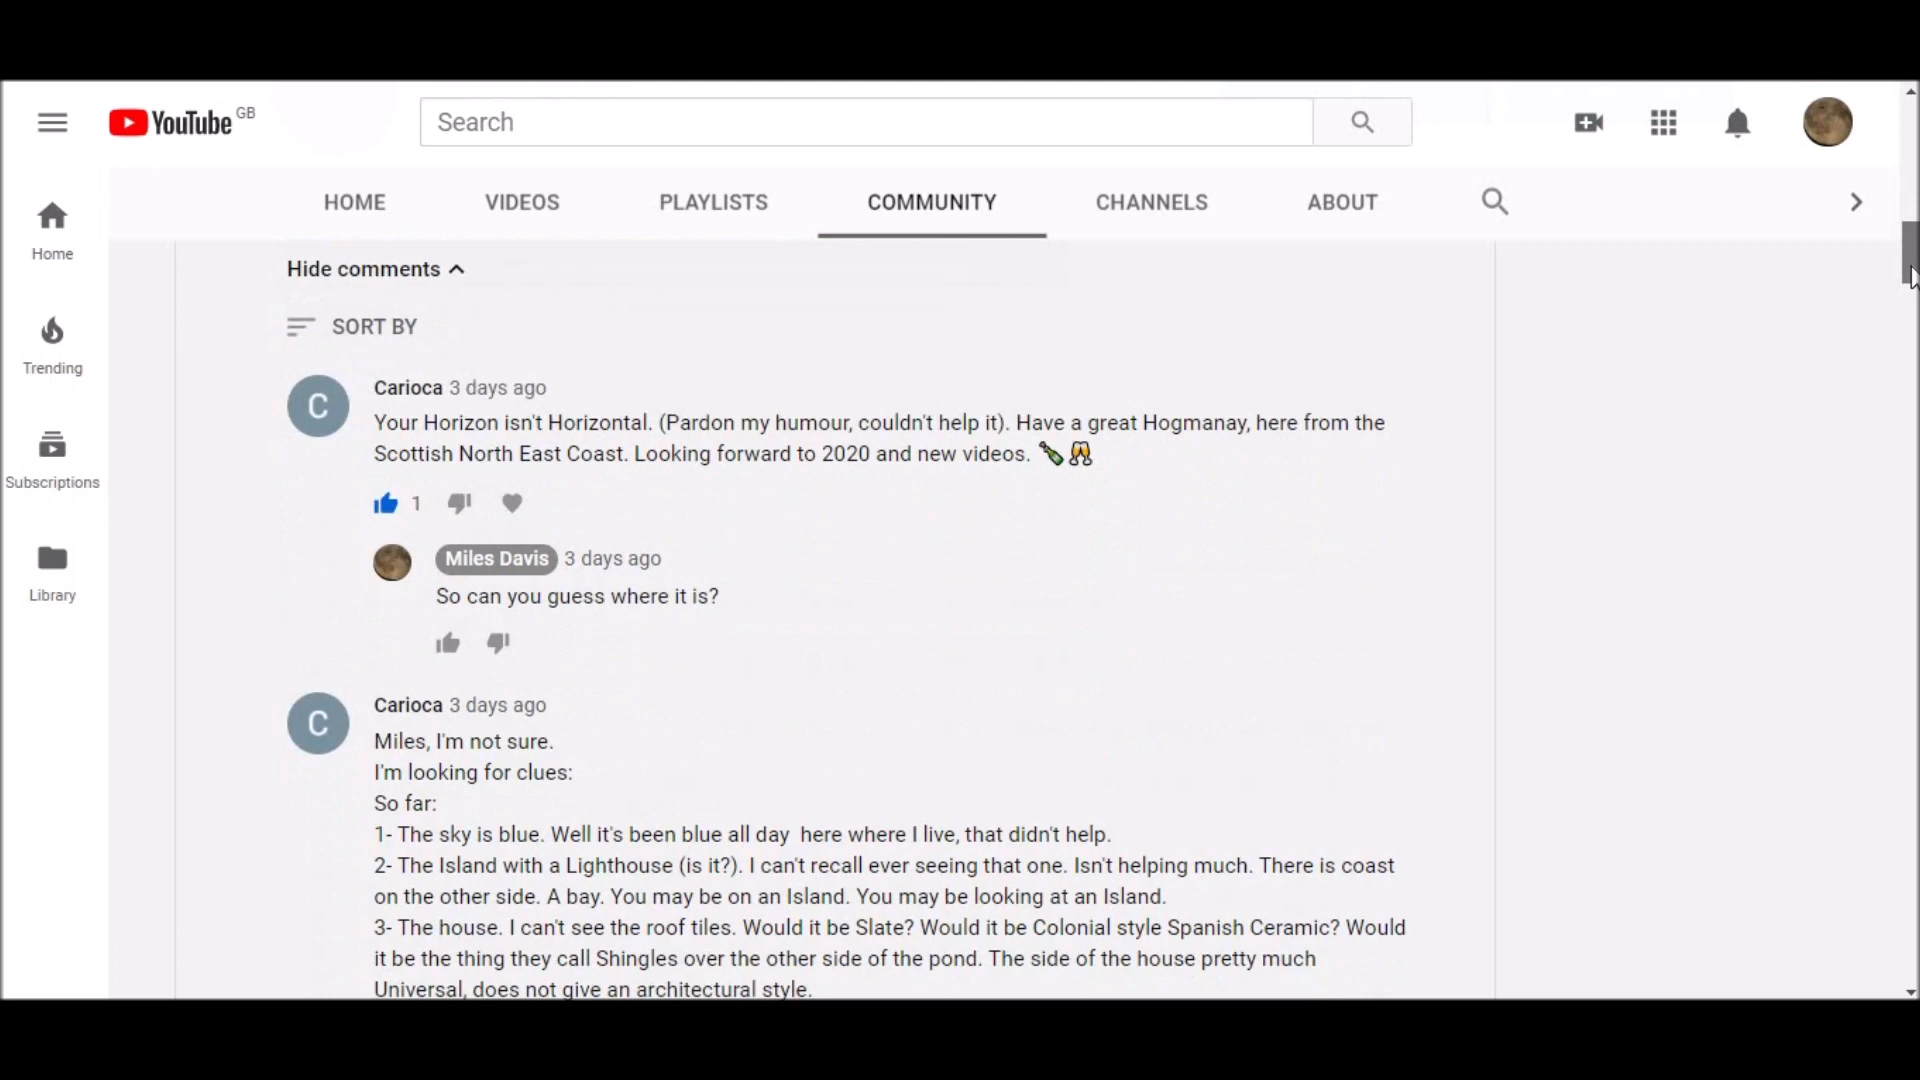 YouTube GB
Search
HOME VIDEOS PLAYLISTS COMMUNITY CHANNELS ABOUT
Home
Trending
Subscriptions
Library
Hide comments
SORT BY
C
Carioca 3 days ago
Your Horizon isn't Horizontal. (Pardon my humour, couldn't help it). Have a great Hogmanay, here from the
Scottish North East Coast. Looking forward to 2020 and new videos. 🍾🥂
1
Miles Davis 3 days ago
So can you guess where it is?
C
Carioca 3 days ago
Miles, I'm not sure.
I'm looking for clues:
So far:
1- The sky is blue. Well it's been blue all day  here where I live, that didn't help.
2- The Island with a Lighthouse (is it?). I can't recall ever seeing that one. Isn't helping much. There is coast
on the other side. A bay. You may be on an Island. You may be looking at an Island.
3- The house. I can't see the roof tiles. Would it be Slate? Would it be Colonial style Spanish Ceramic? Would
it be the thing they call Shingles over the other side of the pond. The side of the house pretty much
Universal, does not give an architectural style.